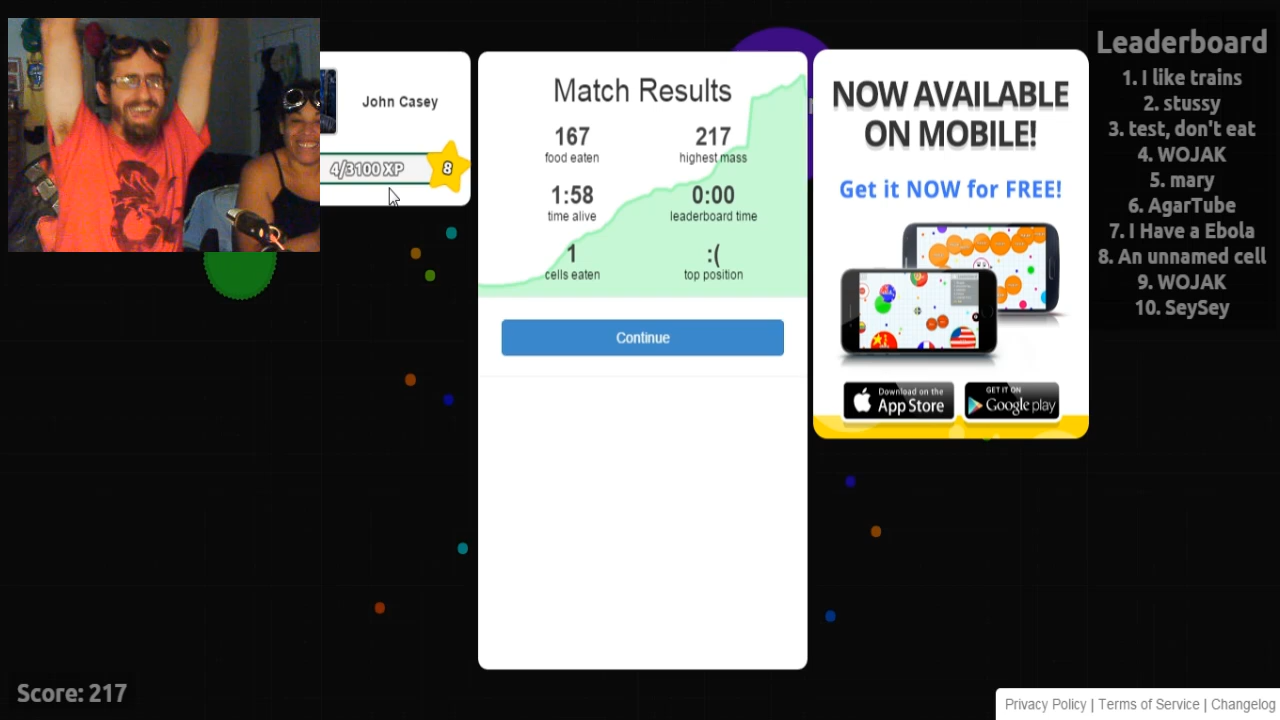 John Casey
4/3100 XP
8
Match Results
167
food eaten
217
highest mass
1:58
time alive
0:00
leaderboard time
1
cells eaten
:(
top position
Continue
NOW AVAILABLE
ON MOBILE!
Get it NOW for FREE!
Download on the
App Store
GET IT ON
Google play
Leaderboard
1. I like trains
2. stussy
3. test, don't eat
4. WOJAK
5. mary
6. AgarTube
7. I Have a Ebola
8. An unnamed cell
9. WOJAK
10. SeySey
Score: 217
Privacy Policy | Terms of Service | Changelog